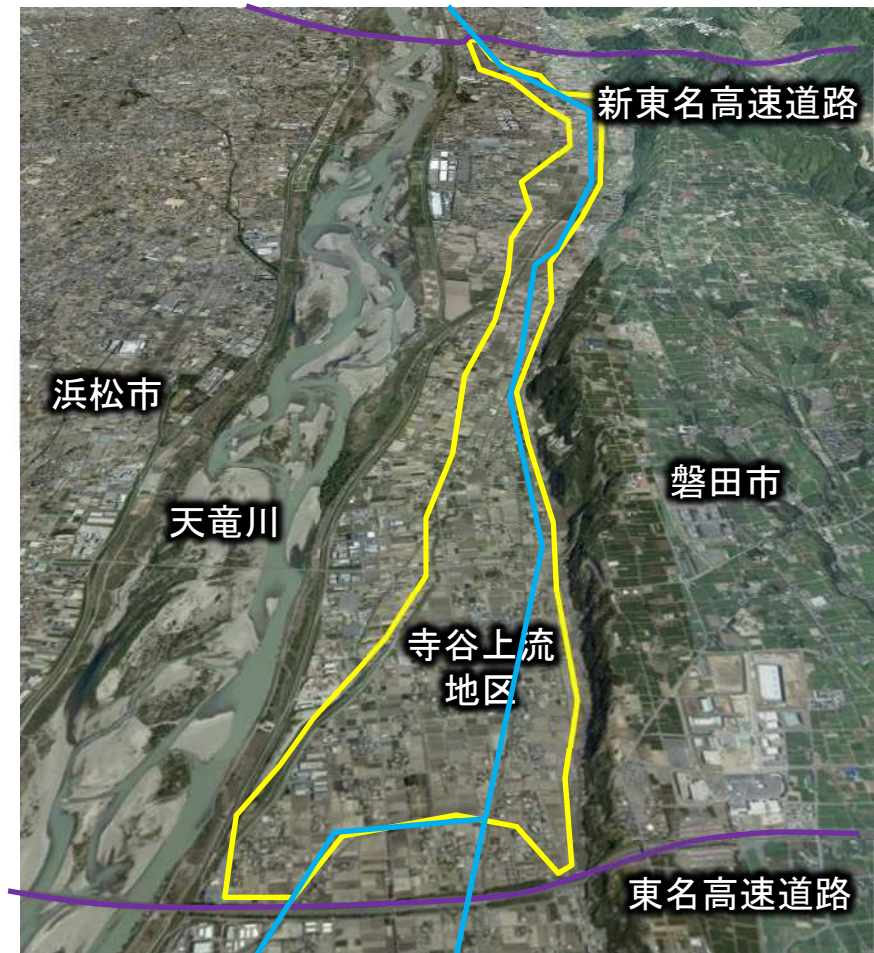 新東名高速道路
浜松市
磐田市
天竜川
寺谷上流
地区
東名高速道路